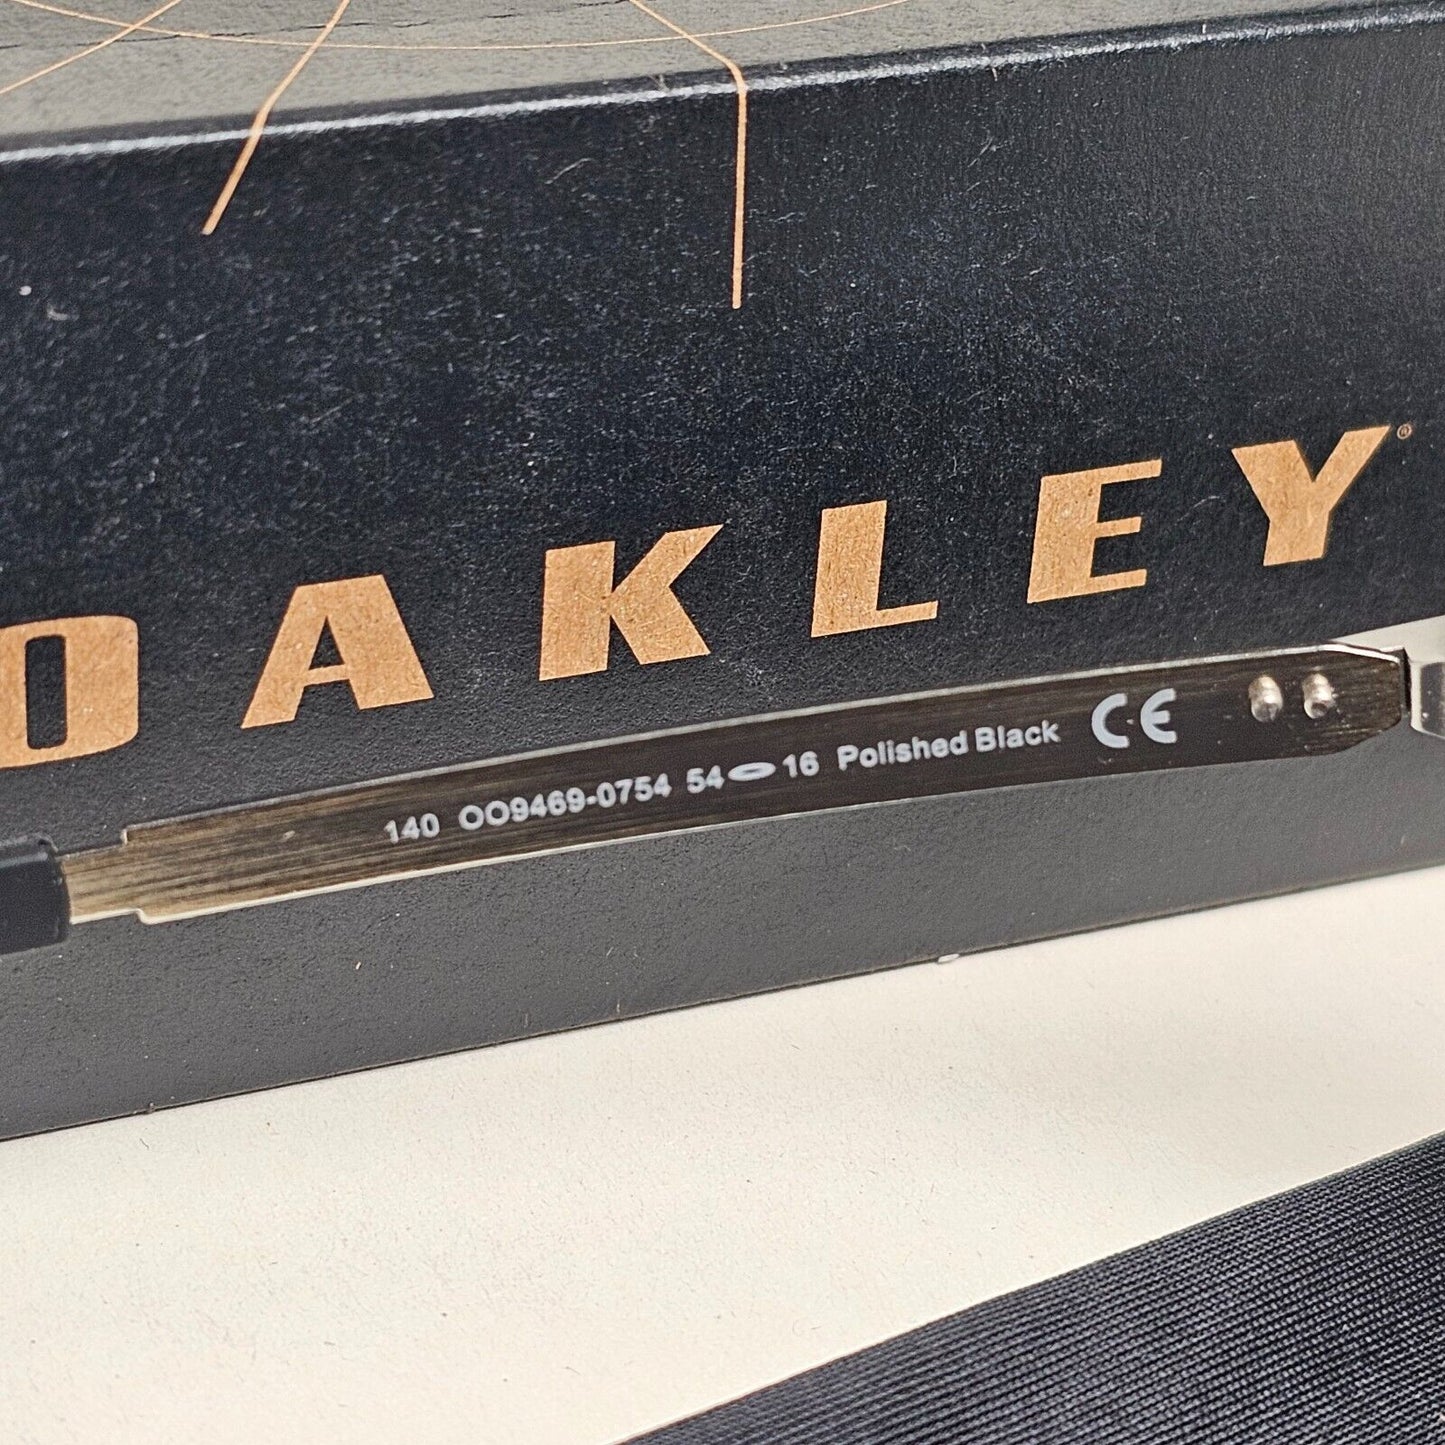 OAKLEY®
140 OO9469-0754 54 16 Polished Black CE